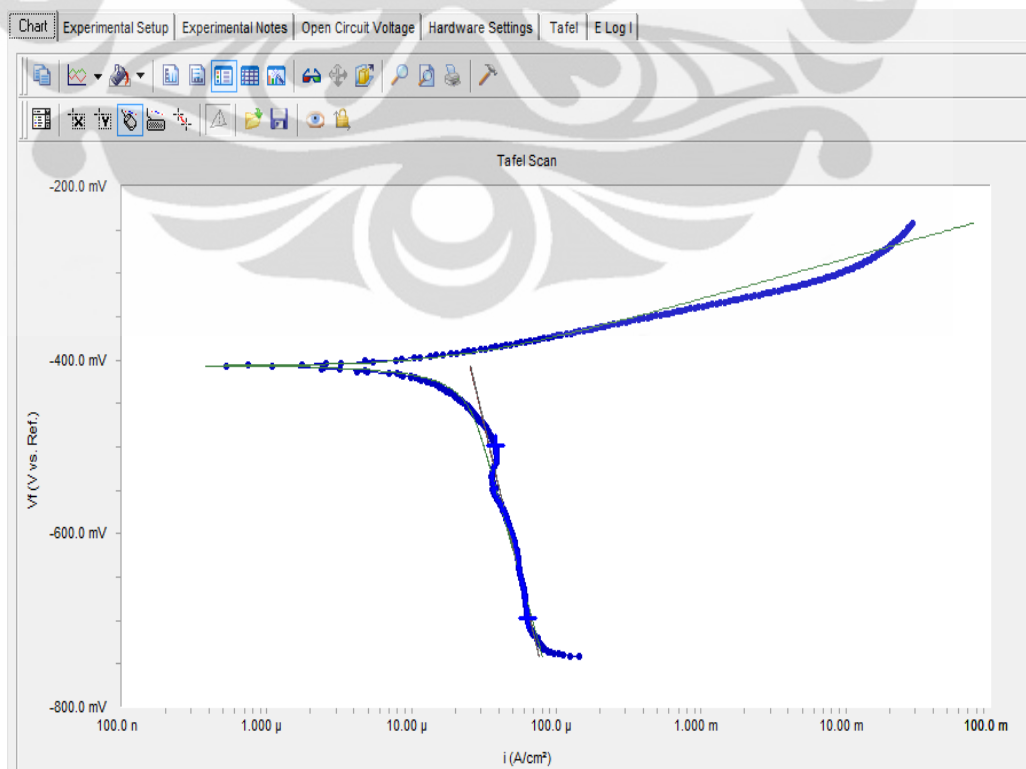 Chart Experimental Setup Experimental Notes Open Circuit Voltage Hardware Settings Tafel E Log I
Tafel Scan
-200.0 mV
-400.0 mV
-600.0 mV
-800.0 mV
Vf (V vs. Ref.)
100.0 n 1.000 µ 10.00 µ 100.0 µ 1.000 m 10.00 m 100.0 m
i (A/cm²)